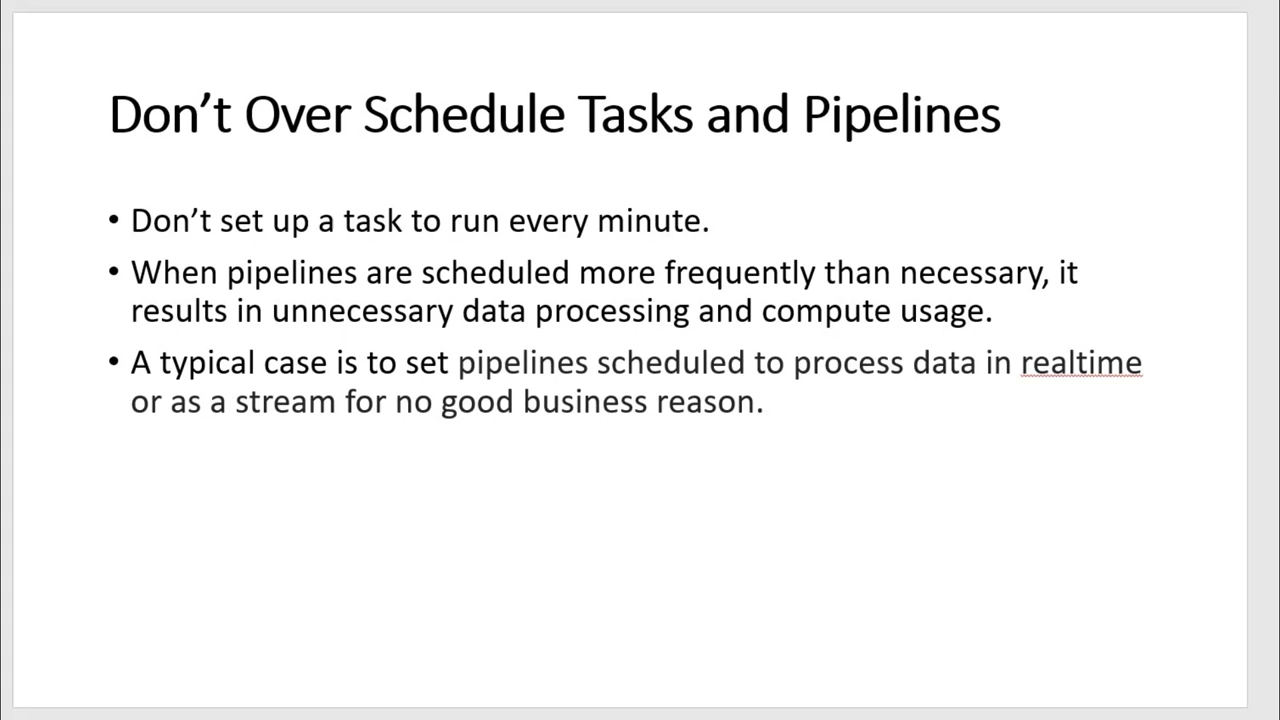 Don’t Over Schedule Tasks and Pipelines
• Don’t set up a task to run every minute.
• When pipelines are scheduled more frequently than necessary, it
results in unnecessary data processing and compute usage.
• A typical case is to set pipelines scheduled to process data in realtime
or as a stream for no good business reason.